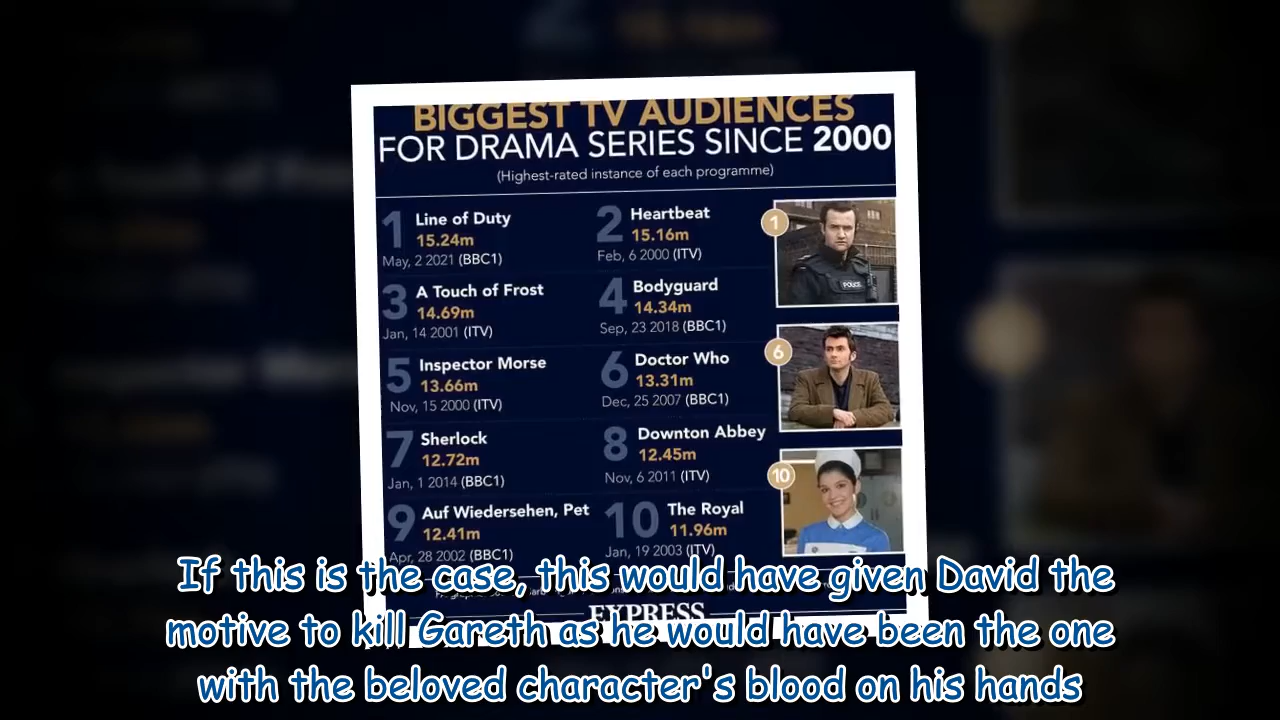 BIGGEST TV AUDIENCES
FOR DRAMA SERIES SINCE 2000
(Highest-rated instance of each programme)
1 Line of Duty
15.24m
May, 2 2021 (BBC1)
2 Heartbeat
15.16m
Feb, 6 2000 (ITV)
1
3 A Touch of Frost
14.69m
Jan, 14 2001 (ITV)
4 Bodyguard
14.34m
Sep, 23 2018 (BBC1)
POLICE
5 Inspector Morse
13.66m
Nov, 15 2000 (ITV)
6 Doctor Who
13.31m
Dec, 25 2007 (BBC1)
6
7 Sherlock
12.72m
Jan, 1 2014 (BBC1)
8 Downton Abbey
12.45m
Nov, 6 2011 (ITV)
10
9 Auf Wiedersehen, Pet
12.41m
Apr, 28 2002 (BBC1)
10 The Royal
11.96m
Jan, 19 2003 (ITV)
EXPRESS
If this is the case, this would have given David the
motive to kill Gareth as he would have been the one
with the beloved character's blood on his hands